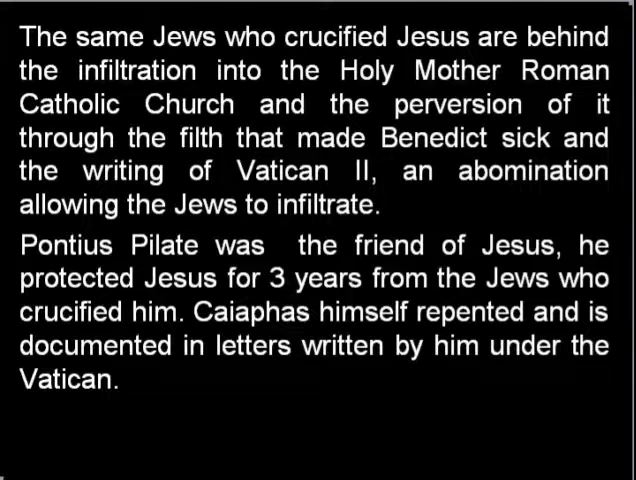 The same Jews who crucified Jesus are behind
the infiltration into the Holy Mother Roman
Catholic Church and the perversion of it
through the filth that made Benedict sick and
the writing of Vatican II, an abomination
allowing the Jews to infiltrate.
Pontius Pilate was the friend of Jesus, he
protected Jesus for 3 years from the Jews who
crucified him. Caiaphas himself repented and is
documented in letters written by him under the
Vatican.